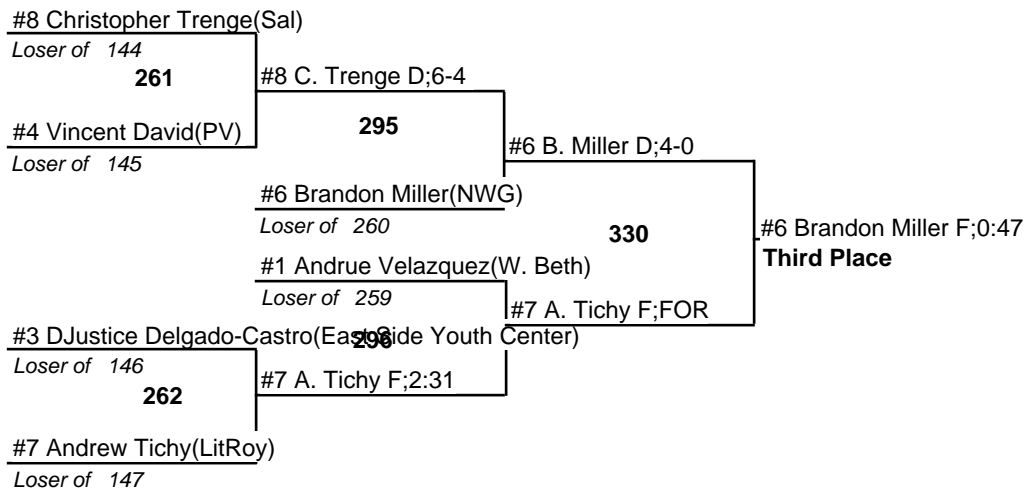 #8 Christopher Trenge(Sal)
Loser of 144
261
#8 C. Trenge D;6-4
#4 Vincent David(PV)
Loser of 145
295
#6 B. Miller D;4-0
#6 Brandon Miller(NWG)
Loser of 260
330
#6 Brandon Miller F;0:47
Third Place
#1 Andrue Velazquez(W. Beth)
Loser of 259
#7 A. Tichy F;FOR
#3 DJustice Delgado-Castro(East Side Youth Center)
296
Loser of 146
#7 A. Tichy F;2:31
262
#7 Andrew Tichy(LitRoy)
Loser of 147